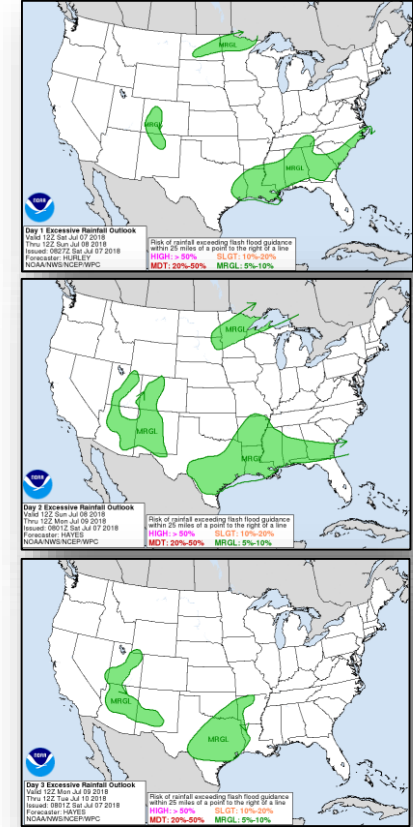 MRGL
MRGL
MRGL
noaa
Day 1 Excessive Rainfall Outlook
Valid 12Z Sat Jul 07 2018
Thru 12Z Sun Jul 08 2018
Issued: 0827Z Sat Jul 07 2018
Forecaster: HURLEY
NOAA/NWS/NCEP/WPC
Risk of rainfall exceeding flash flood guidance
within 25 miles of a point to the right of a line
HIGH: > 50% SLGT: 10%-20%
MDT: 20%-50% MRGL: 5%-10%
MRGL
MRGL
MRGL
noaa
Day 2 Excessive Rainfall Outlook
Valid 12Z Sun Jul 08 2018
Thru 12Z Mon Jul 09 2018
Issued: 0801Z Sat Jul 07 2018
Forecaster: HAYES
NOAA/NWS/NCEP/WPC
Risk of rainfall exceeding flash flood guidance
within 25 miles of a point to the right of a line
HIGH: > 50% SLGT: 10%-20%
MDT: 20%-50% MRGL: 5%-10%
MRGL
MRGL
noaa
Day 3 Excessive Rainfall Outlook
Valid 12Z Mon Jul 09 2018
Thru 12Z Tue Jul 10 2018
Issued: 0801Z Sat Jul 07 2018
Forecaster: HAYES
NOAA/NWS/NCEP/WPC
Risk of rainfall exceeding flash flood guidance
within 25 miles of a point to the right of a line
HIGH: > 50% SLGT: 10%-20%
MDT: 20%-50% MRGL: 5%-10%